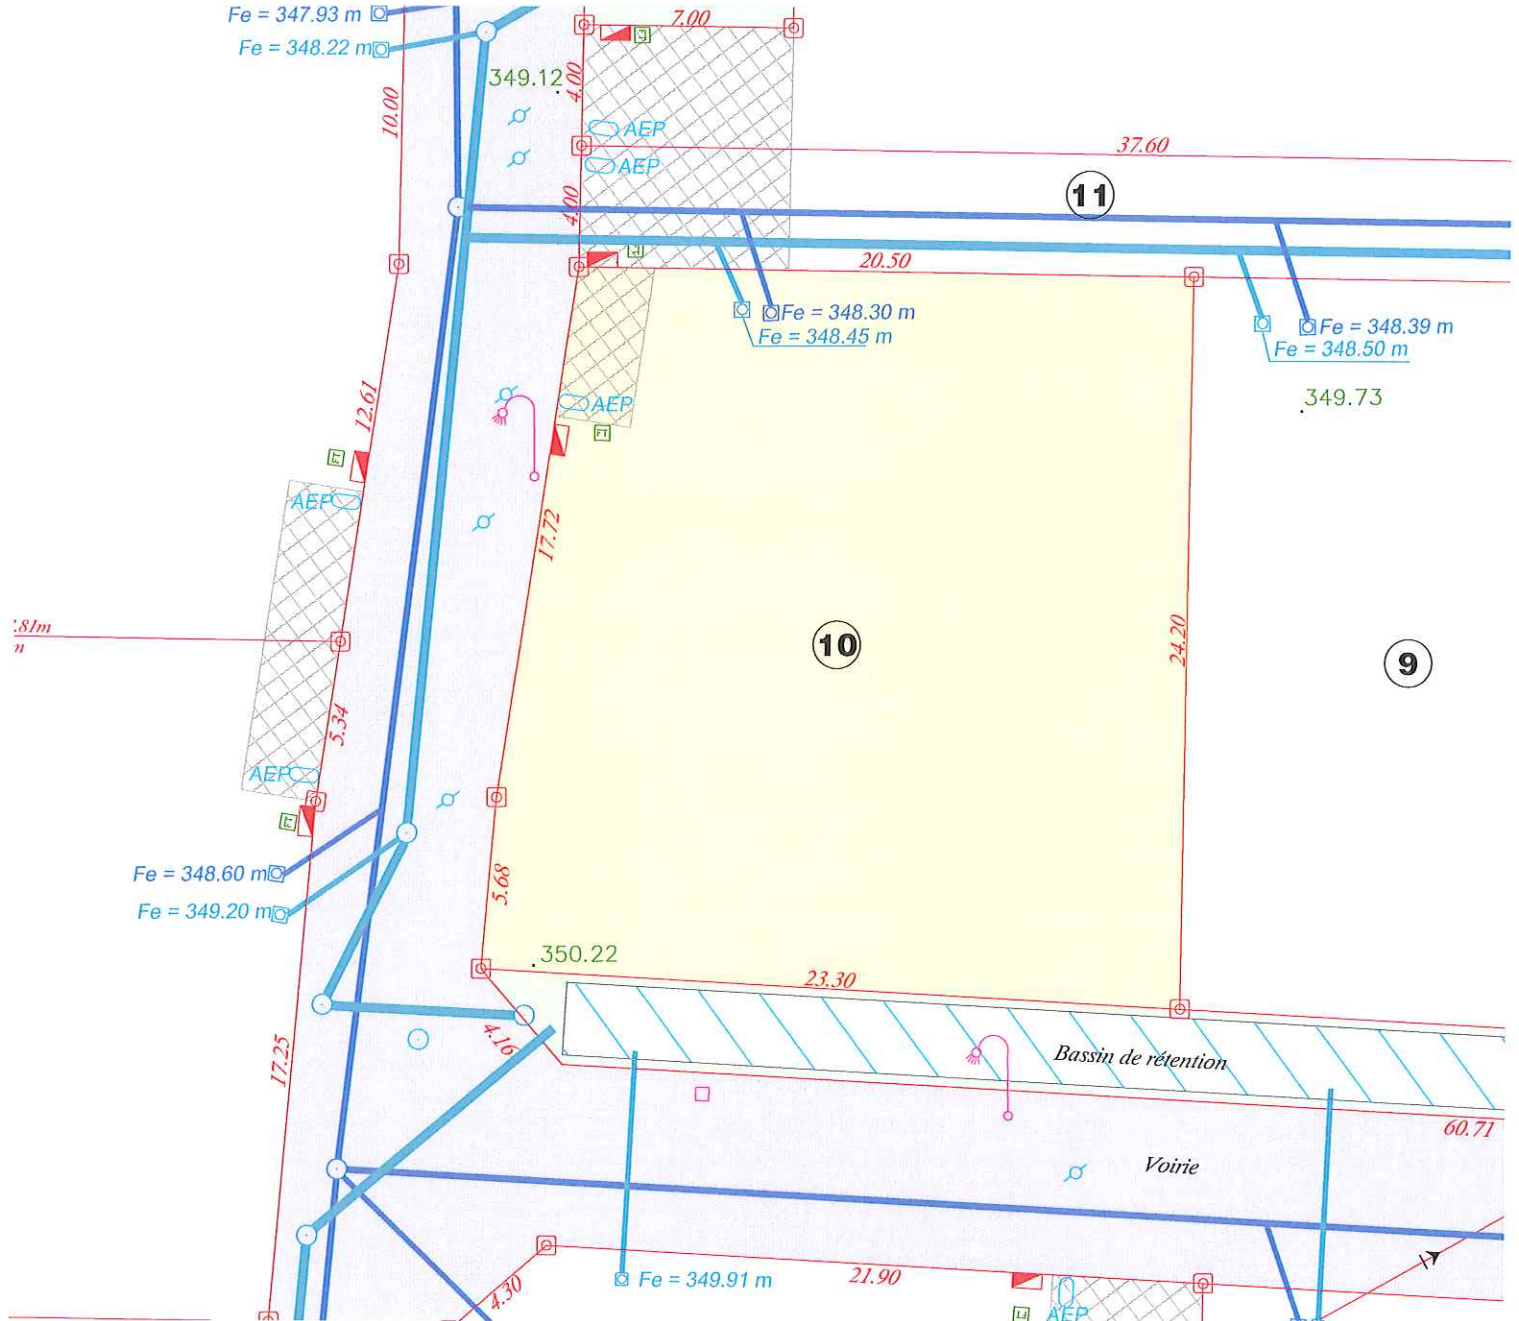 Fe = 347.93 m
7.00
Fe = 348.22 m
349.12
4.00
10.00
AEP
37.60
AEP
11
4.00
20.50
Fe = 348.30 m
Fe = 348.45 m
Fe = 348.39 m
Fe = 348.50 m
349.73
12.61
AEP
FT
FT
AEP
17.72
.81m
n
24.20
10
9
5.34
AEP
FT
Fe = 348.60 m
5.68
Fe = 349.20 m
350.22
23.30
4.16
17.25
Bassin de rétention
60.71
Voirie
Fe = 349.91 m
21.90
4.30
AEP